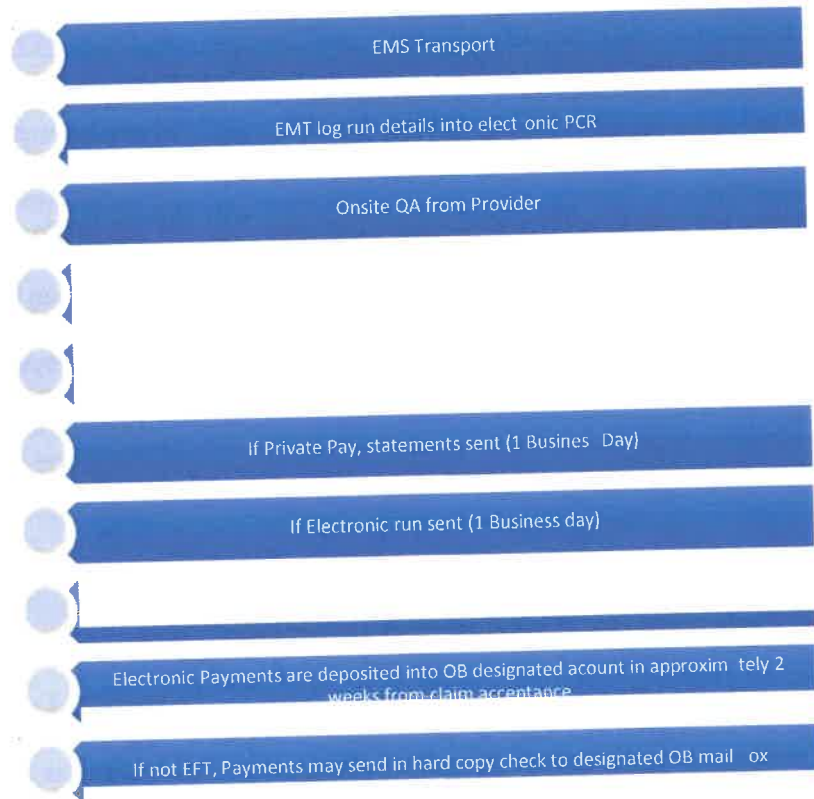 EMS Transport
EMT log run details into elect onic PCR
Onsite QA from Provider
If Private Pay, statements sent (1 Busines Day)
If Electronic run sent (1 Business day)
Electronic Payments are deposited into OB designated acount in approxim tely 2
weeks from claim acceptance
If not EFT, Payments may send in hard copy check to designated OB mail ox